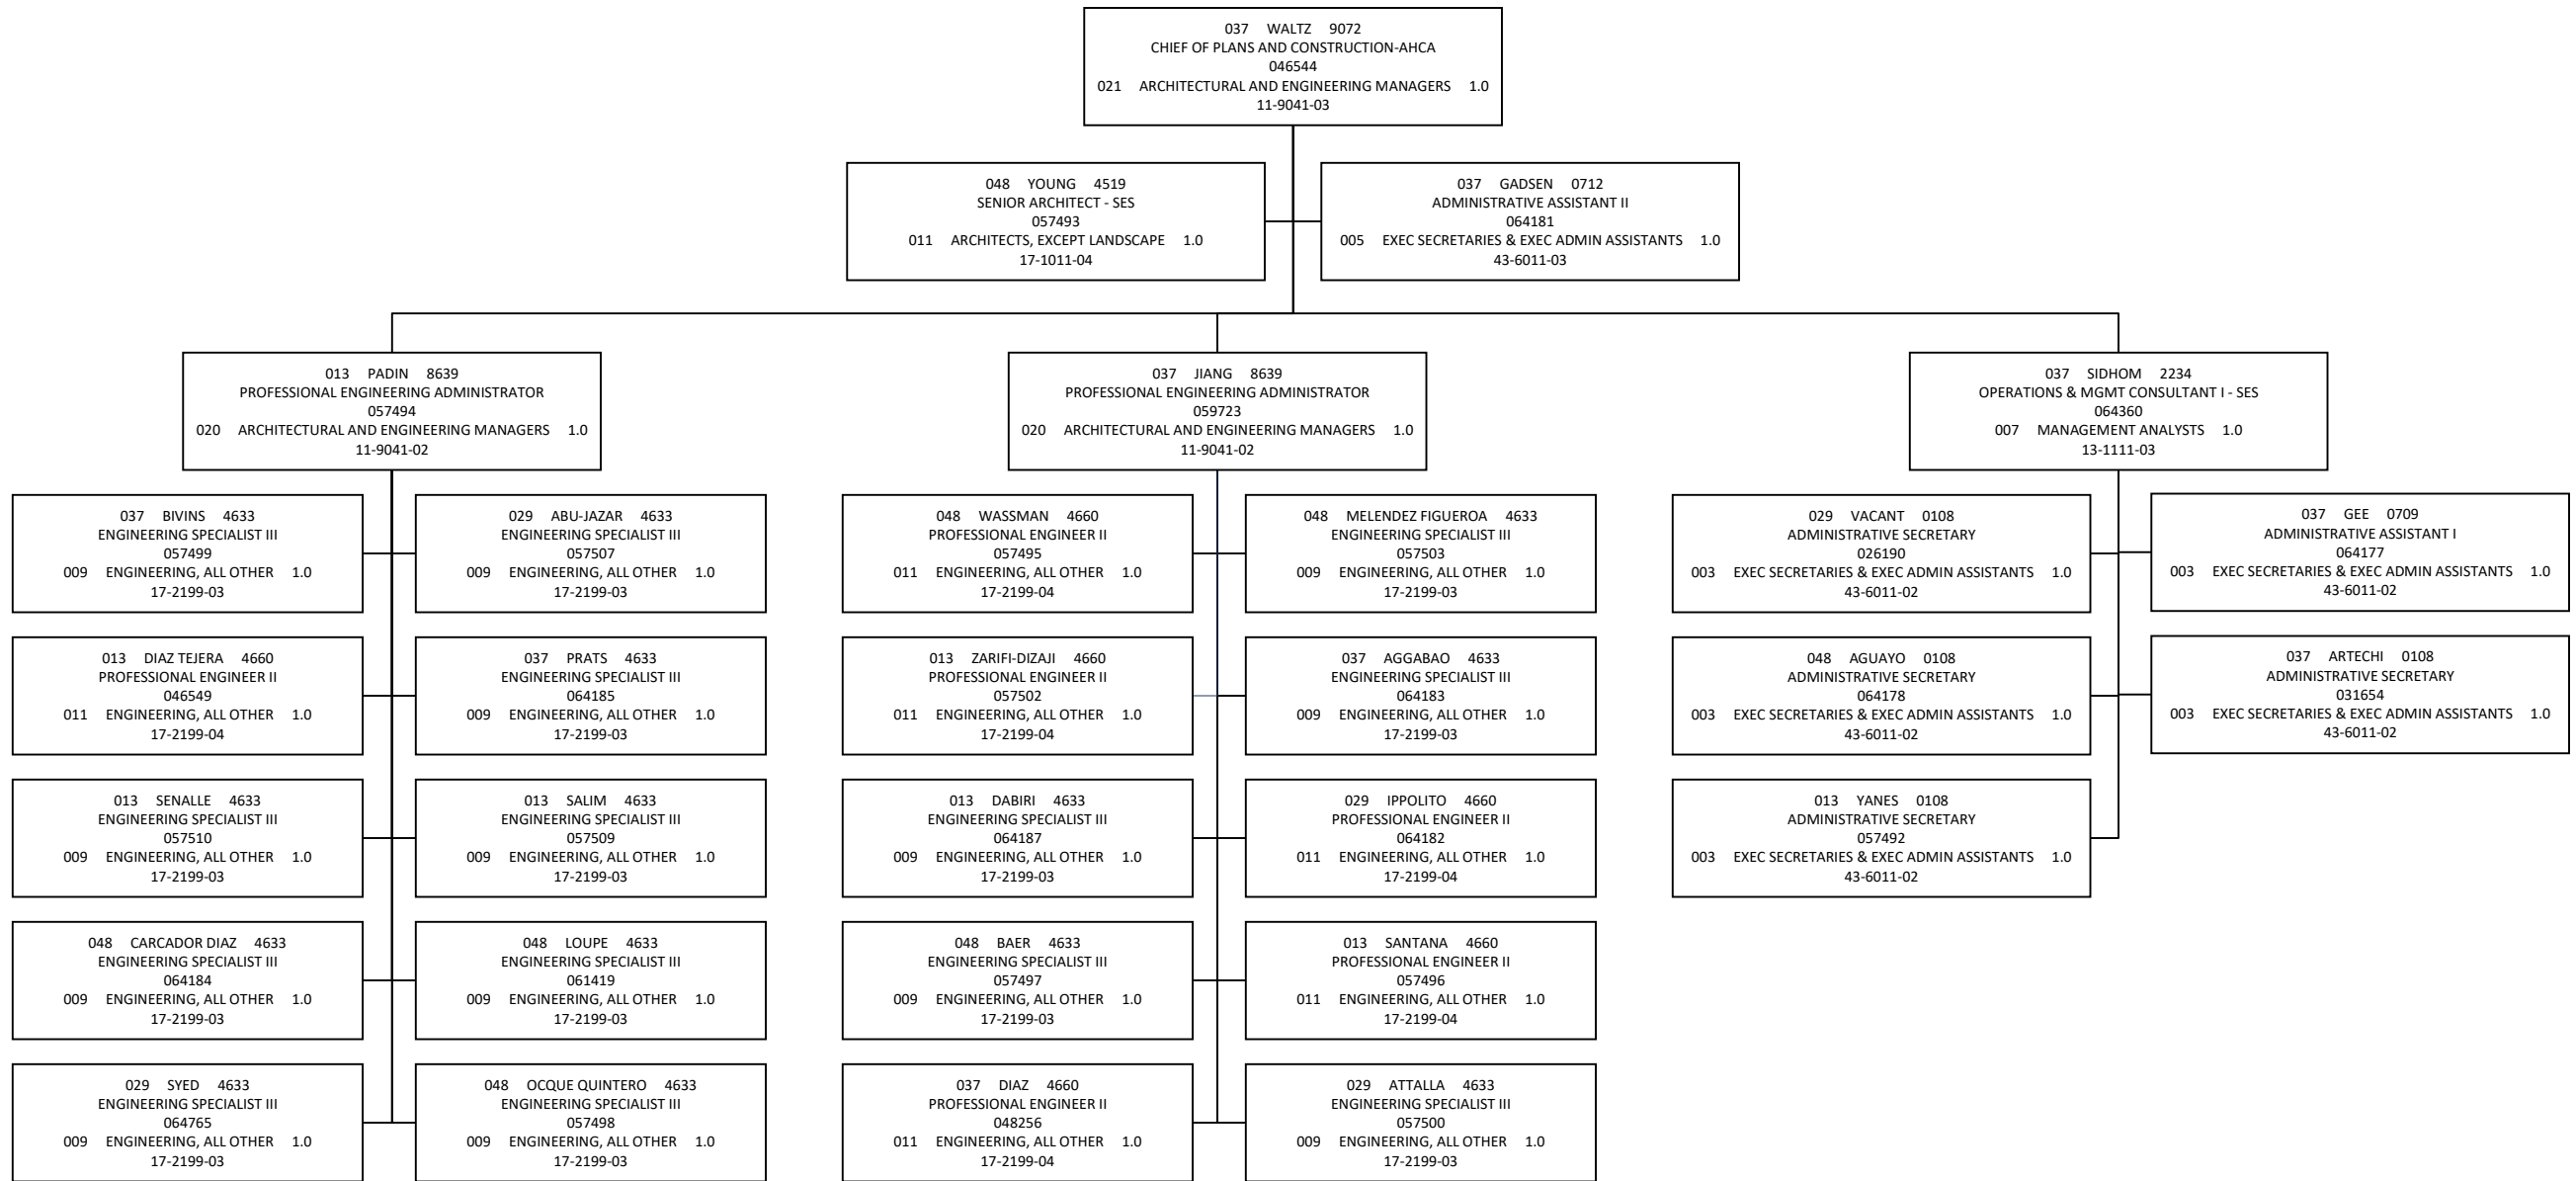 037 WALTZ 9072
CHIEF OF PLANS AND CONSTRUCTION-AHCA
046544
021 ARCHITECTURAL AND ENGINEERING MANAGERS 1.0
11-9041-03
048 YOUNG 4519
SENIOR ARCHITECT - SES
057493
011 ARCHITECTS, EXCEPT LANDSCAPE 1.0
17-1011-04
037 GADSEN 0712
ADMINISTRATIVE ASSISTANT II
064181
005 EXEC SECRETARIES & EXEC ADMIN ASSISTANTS 1.0
43-6011-03
013 PADIN 8639
PROFESSIONAL ENGINEERING ADMINISTRATOR
057494
020 ARCHITECTURAL AND ENGINEERING MANAGERS 1.0
11-9041-02
037 JIANG 8639
PROFESSIONAL ENGINEERING ADMINISTRATOR
059723
020 ARCHITECTURAL AND ENGINEERING MANAGERS 1.0
11-9041-02
037 SIDHOM 2234
OPERATIONS & MGMT CONSULTANT I - SES
064360
007 MANAGEMENT ANALYSTS 1.0
13-1111-03
037 BIVINS 4633
ENGINEERING SPECIALIST III
057499
009 ENGINEERING, ALL OTHER 1.0
17-2199-03
029 ABU-JAZAR 4633
ENGINEERING SPECIALIST III
057507
009 ENGINEERING, ALL OTHER 1.0
17-2199-03
048 WASSMAN 4660
PROFESSIONAL ENGINEER II
057495
011 ENGINEERING, ALL OTHER 1.0
17-2199-04
048 MELENDEZ FIGUEROA 4633
ENGINEERING SPECIALIST III
057503
009 ENGINEERING, ALL OTHER 1.0
17-2199-03
029 VACANT 0108
ADMINISTRATIVE SECRETARY
026190
003 EXEC SECRETARIES & EXEC ADMIN ASSISTANTS 1.0
43-6011-02
037 GEE 0709
ADMINISTRATIVE ASSISTANT I
064177
003 EXEC SECRETARIES & EXEC ADMIN ASSISTANTS 1.0
43-6011-02
013 DIAZ TEJERA 4660
PROFESSIONAL ENGINEER II
046549
011 ENGINEERING, ALL OTHER 1.0
17-2199-04
037 PRATS 4633
ENGINEERING SPECIALIST III
064185
009 ENGINEERING, ALL OTHER 1.0
17-2199-03
013 ZARIFI-DIZAJI 4660
PROFESSIONAL ENGINEER II
057502
011 ENGINEERING, ALL OTHER 1.0
17-2199-04
037 AGGABAO 4633
ENGINEERING SPECIALIST III
064183
009 ENGINEERING, ALL OTHER 1.0
17-2199-03
048 AGUAYO 0108
ADMINISTRATIVE SECRETARY
064178
003 EXEC SECRETARIES & EXEC ADMIN ASSISTANTS 1.0
43-6011-02
037 ARTECHI 0108
ADMINISTRATIVE SECRETARY
031654
003 EXEC SECRETARIES & EXEC ADMIN ASSISTANTS 1.0
43-6011-02
013 SENALLE 4633
ENGINEERING SPECIALIST III
057510
009 ENGINEERING, ALL OTHER 1.0
17-2199-03
013 SALIM 4633
ENGINEERING SPECIALIST III
057509
009 ENGINEERING, ALL OTHER 1.0
17-2199-03
013 DABIRI 4633
ENGINEERING SPECIALIST III
064187
009 ENGINEERING, ALL OTHER 1.0
17-2199-03
029 IPPOLITO 4660
PROFESSIONAL ENGINEER II
064182
011 ENGINEERING, ALL OTHER 1.0
17-2199-04
013 YANES 0108
ADMINISTRATIVE SECRETARY
057492
003 EXEC SECRETARIES & EXEC ADMIN ASSISTANTS 1.0
43-6011-02
048 CARCADOR DIAZ 4633
ENGINEERING SPECIALIST III
064184
009 ENGINEERING, ALL OTHER 1.0
17-2199-03
048 LOUPE 4633
ENGINEERING SPECIALIST III
061419
009 ENGINEERING, ALL OTHER 1.0
17-2199-03
048 BAER 4633
ENGINEERING SPECIALIST III
057497
009 ENGINEERING, ALL OTHER 1.0
17-2199-03
013 SANTANA 4660
PROFESSIONAL ENGINEER II
057496
011 ENGINEERING, ALL OTHER 1.0
17-2199-04
029 SYED 4633
ENGINEERING SPECIALIST III
064765
009 ENGINEERING, ALL OTHER 1.0
17-2199-03
048 OCQUE QUINTERO 4633
ENGINEERING SPECIALIST III
057498
009 ENGINEERING, ALL OTHER 1.0
17-2199-03
037 DIAZ 4660
PROFESSIONAL ENGINEER II
048256
011 ENGINEERING, ALL OTHER 1.0
17-2199-04
029 ATTALLA 4633
ENGINEERING SPECIALIST III
057500
009 ENGINEERING, ALL OTHER 1.0
17-2199-03